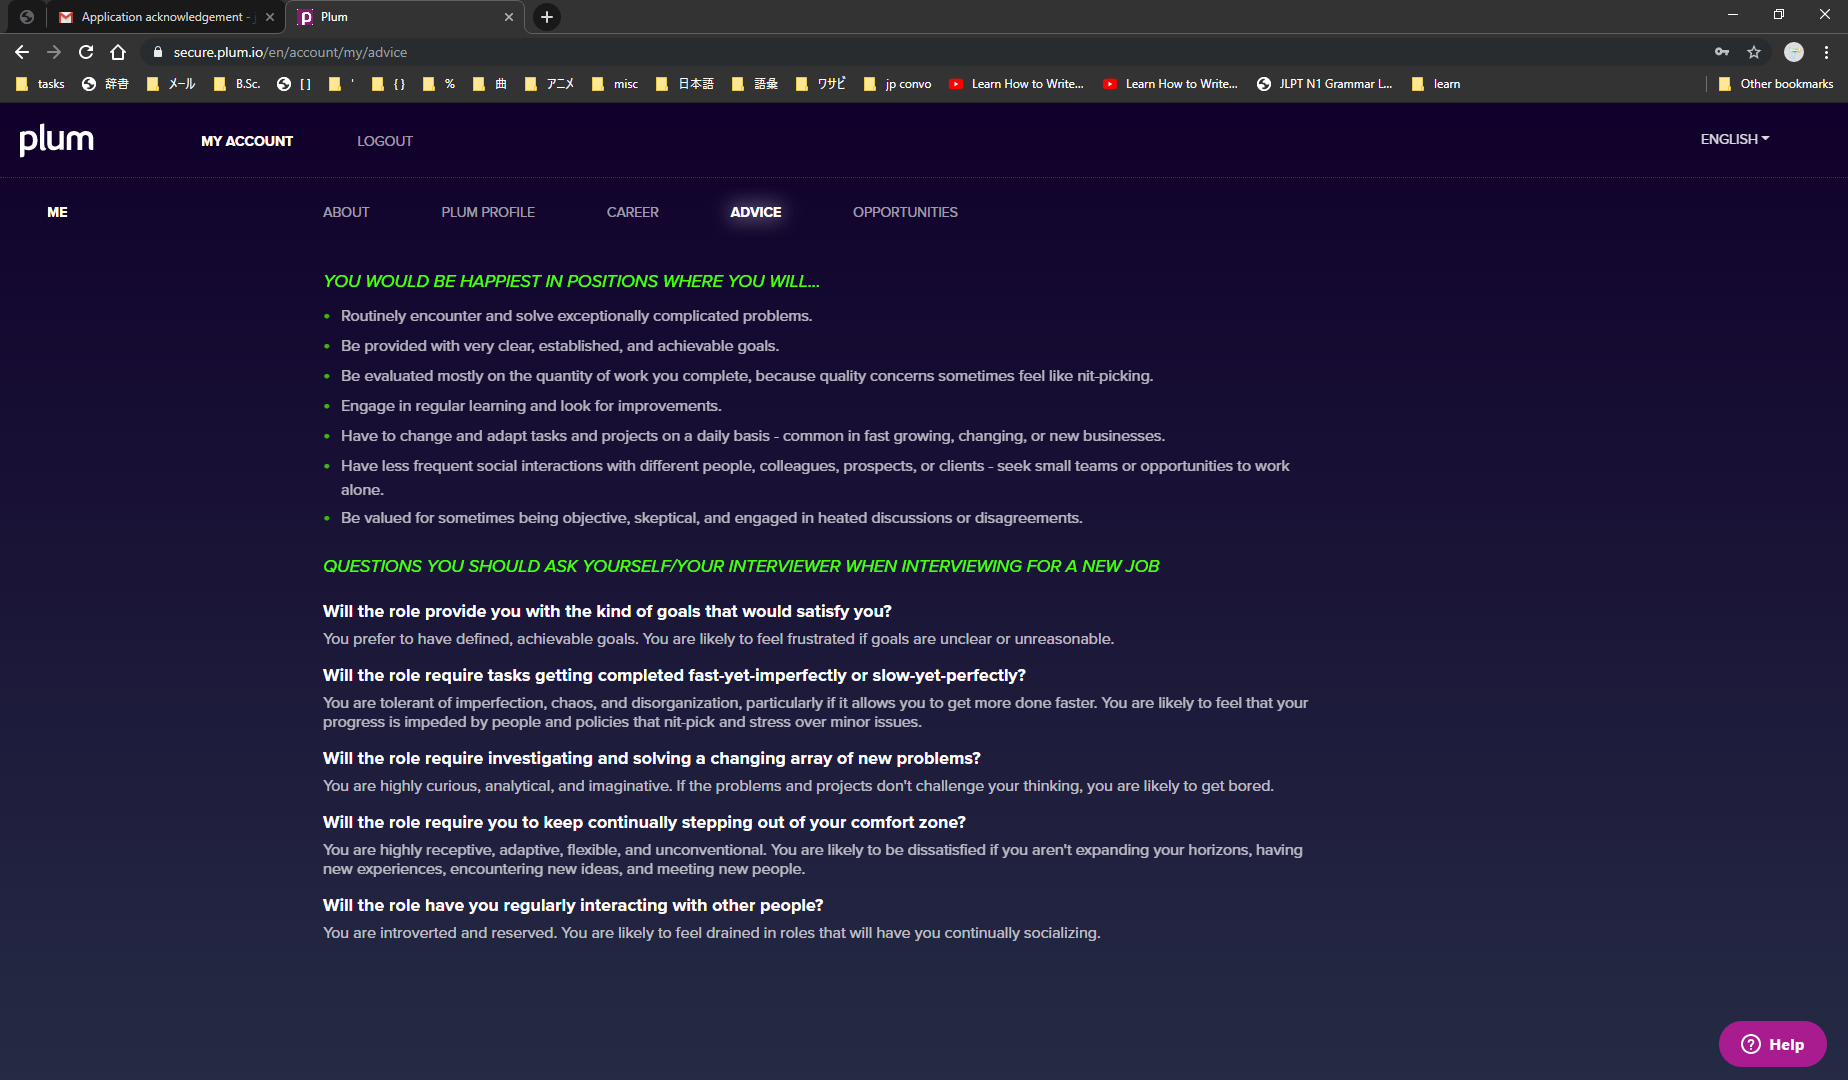 Application acknowledgement -
Plum
secure.plum.io/en/account/my/advice
tasks 辞書 メール B.Sc. [ ] ' { } % 曲 アニメ misc 日本語 語彙 ワサビ jp convo Learn How to Write... Learn How to Write... JLPT N1 Grammar L... learn Other bookmarks
plum MY ACCOUNT LOGOUT ENGLISH
ME ABOUT PLUM PROFILE CAREER ADVICE OPPORTUNITIES
YOU WOULD BE HAPPIEST IN POSITIONS WHERE YOU WILL...
• Routinely encounter and solve exceptionally complicated problems.
• Be provided with very clear, established, and achievable goals.
• Be evaluated mostly on the quantity of work you complete, because quality concerns sometimes feel like nit-picking.
• Engage in regular learning and look for improvements.
• Have to change and adapt tasks and projects on a daily basis - common in fast growing, changing, or new businesses.
• Have less frequent social interactions with different people, colleagues, prospects, or clients - seek small teams or opportunities to work
alone.
• Be valued for sometimes being objective, skeptical, and engaged in heated discussions or disagreements.
QUESTIONS YOU SHOULD ASK YOURSELF/YOUR INTERVIEWER WHEN INTERVIEWING FOR A NEW JOB
Will the role provide you with the kind of goals that would satisfy you?
You prefer to have defined, achievable goals. You are likely to feel frustrated if goals are unclear or unreasonable.
Will the role require tasks getting completed fast-yet-imperfectly or slow-yet-perfectly?
You are tolerant of imperfection, chaos, and disorganization, particularly if it allows you to get more done faster. You are likely to feel that your
progress is impeded by people and policies that nit-pick and stress over minor issues.
Will the role require investigating and solving a changing array of new problems?
You are highly curious, analytical, and imaginative. If the problems and projects don't challenge your thinking, you are likely to get bored.
Will the role require you to keep continually stepping out of your comfort zone?
You are highly receptive, adaptive, flexible, and unconventional. You are likely to be dissatisfied if you aren't expanding your horizons, having
new experiences, encountering new ideas, and meeting new people.
Will the role have you regularly interacting with other people?
You are introverted and reserved. You are likely to feel drained in roles that will have you continually socializing.
? Help